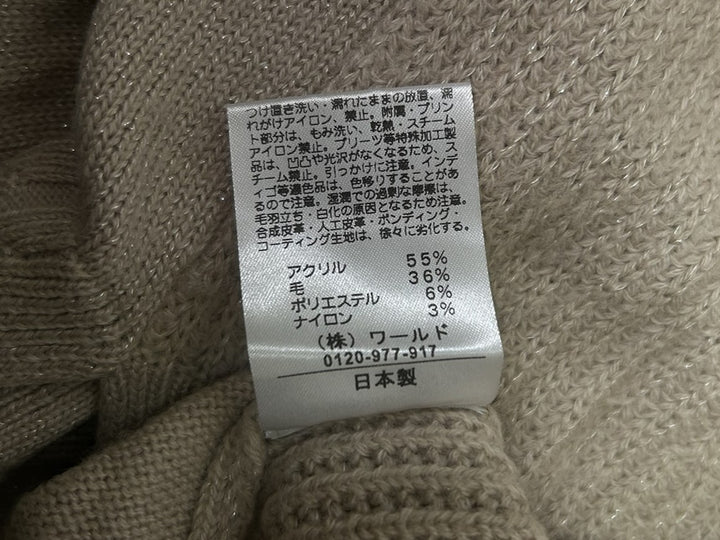 つけ置き洗い・濡れたままの放置、濡
れがけアイロン、禁止。附属・プリン
ト部分は、もみ洗い、乾熱・スチーム
アイロン禁止。プリーツ等特殊加工製
品は、凹凸や光沢がなくなるため、ス
チーム禁止。引っかけに注意。インデ
ィゴ等濃色品は、色移りすることがあ
るので注意。湿潤での過剰な摩擦は、
毛羽立ち・白化の原因となるため注意。
合成皮革・人工皮革・ボンディング・
コーティング生地は、徐々に劣化する。
アクリル 55%
毛 36%
ポリエステル 6%
ナイロン 3%
(株) ワールド
0120-977-917
日本製